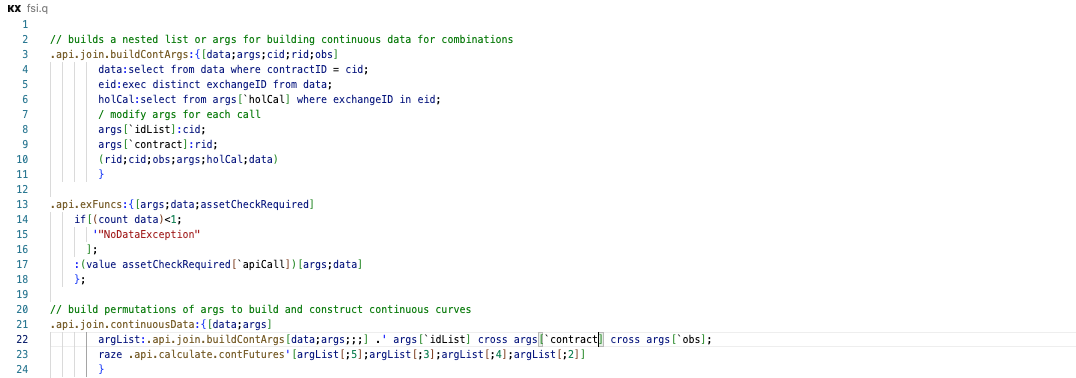 KX fsi.q
1
2 // builds a nested list or args for building continuous data for combinations
3 .api.join.buildContArgs:{[data;args;cid;rid;obs]
4 data:select from data where contractID = cid;
5 eid:exec distinct exchangeID from data;
6 holCal:select from args[`holCal] where exchangeID in eid;
7 / modify args for each call
8 args[`idList]:cid;
9 args[`contract]:rid;
10 (rid;cid;obs;args;holCal;data)
11 }
12
13 .api.exFuncs:{[args;data;assetCheckRequired]
14 if[(count data)<1;
15 '"NoDataException"
16 ];
17 :(value assetCheckRequired[`apiCall])[args;data]
18 };
19
20 // build permutations of args to build and construct continuous curves
21 .api.join.continuousData:{[data;args]
22 argList:.api.join.buildContArgs[data;args;;;] .' args[`idList] cross args[`contract] cross args[`obs];
23 raze .api.calculate.contFutures'[argList[;5];argList[;3];argList[;4];argList[;2]]
24 }